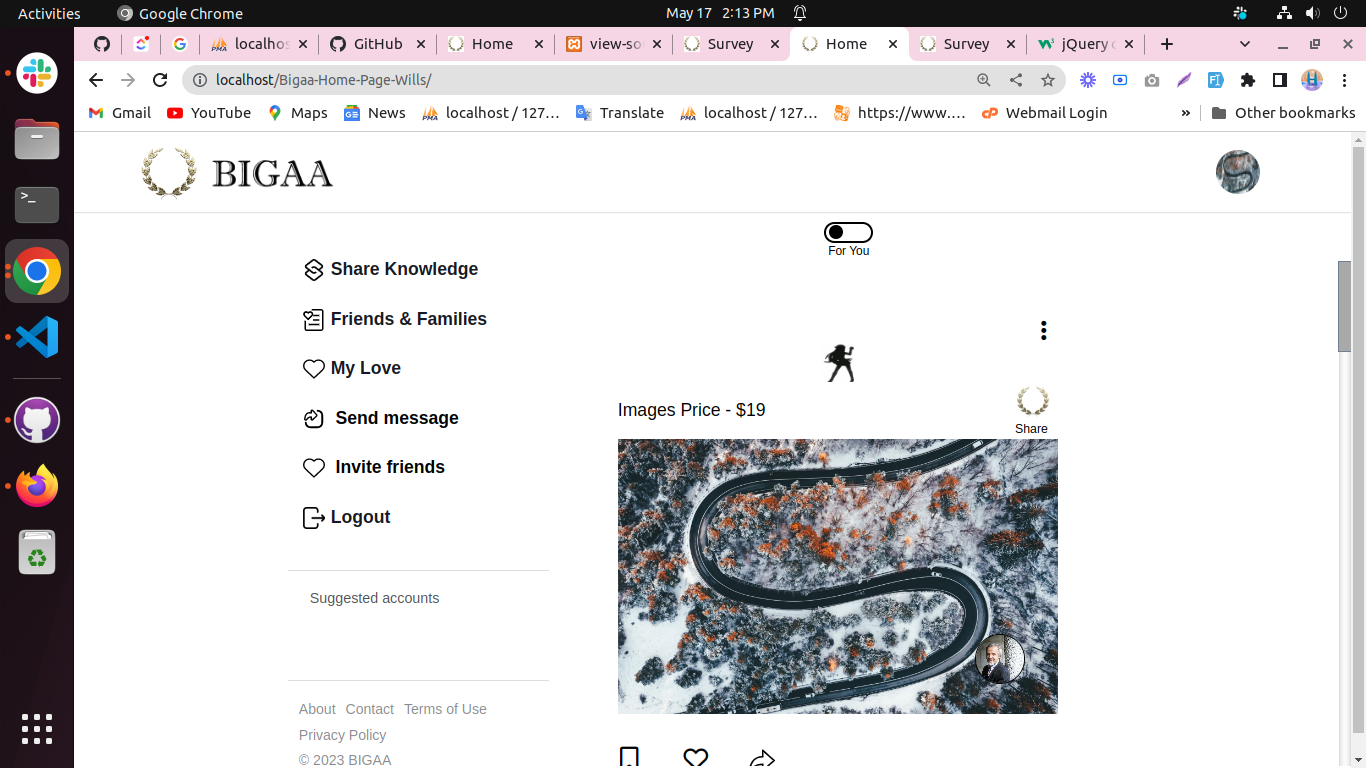 Activities Google Chrome May 17 2:13 PM
localhos GitHub Home view-so Survey Home Survey jQuery
localhost/Bigaa-Home-Page-Wills/
Gmail YouTube Maps News localhost / 127... Translate localhost / 127... https://www.... Webmail Login » Other bookmarks
BIGAA
For You
Share Knowledge
Friends & Families
My Love
Send message
Invite friends
Logout
Suggested accounts
About Contact Terms of Use
Privacy Policy
© 2023 BIGAA
Images Price - $19
Share